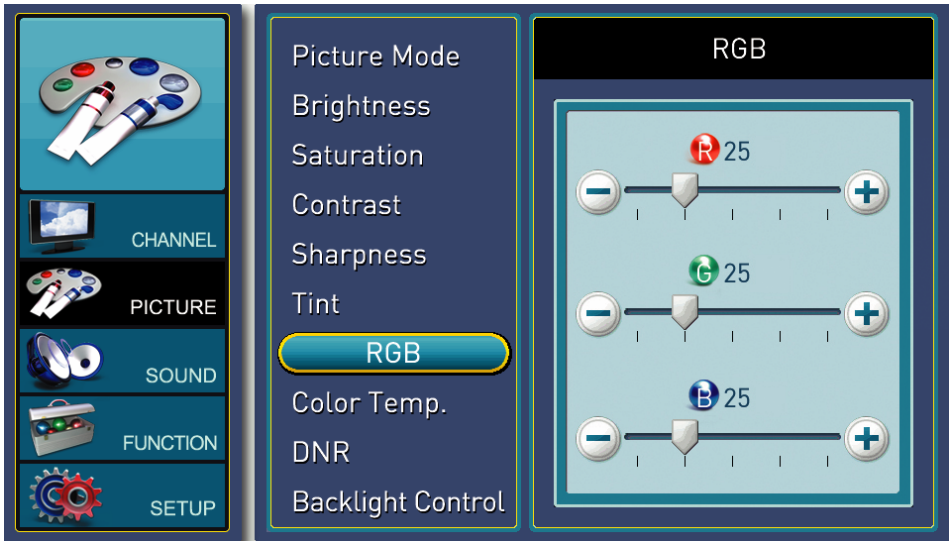 CHANNEL
PICTURE
SOUND
FUNCTION
SETUP
Picture Mode
Brightness
Saturation
Contrast
Sharpness
Tint
RGB
Color Temp.
DNR
Backlight Control
RGB
R 25
G 25
B 25